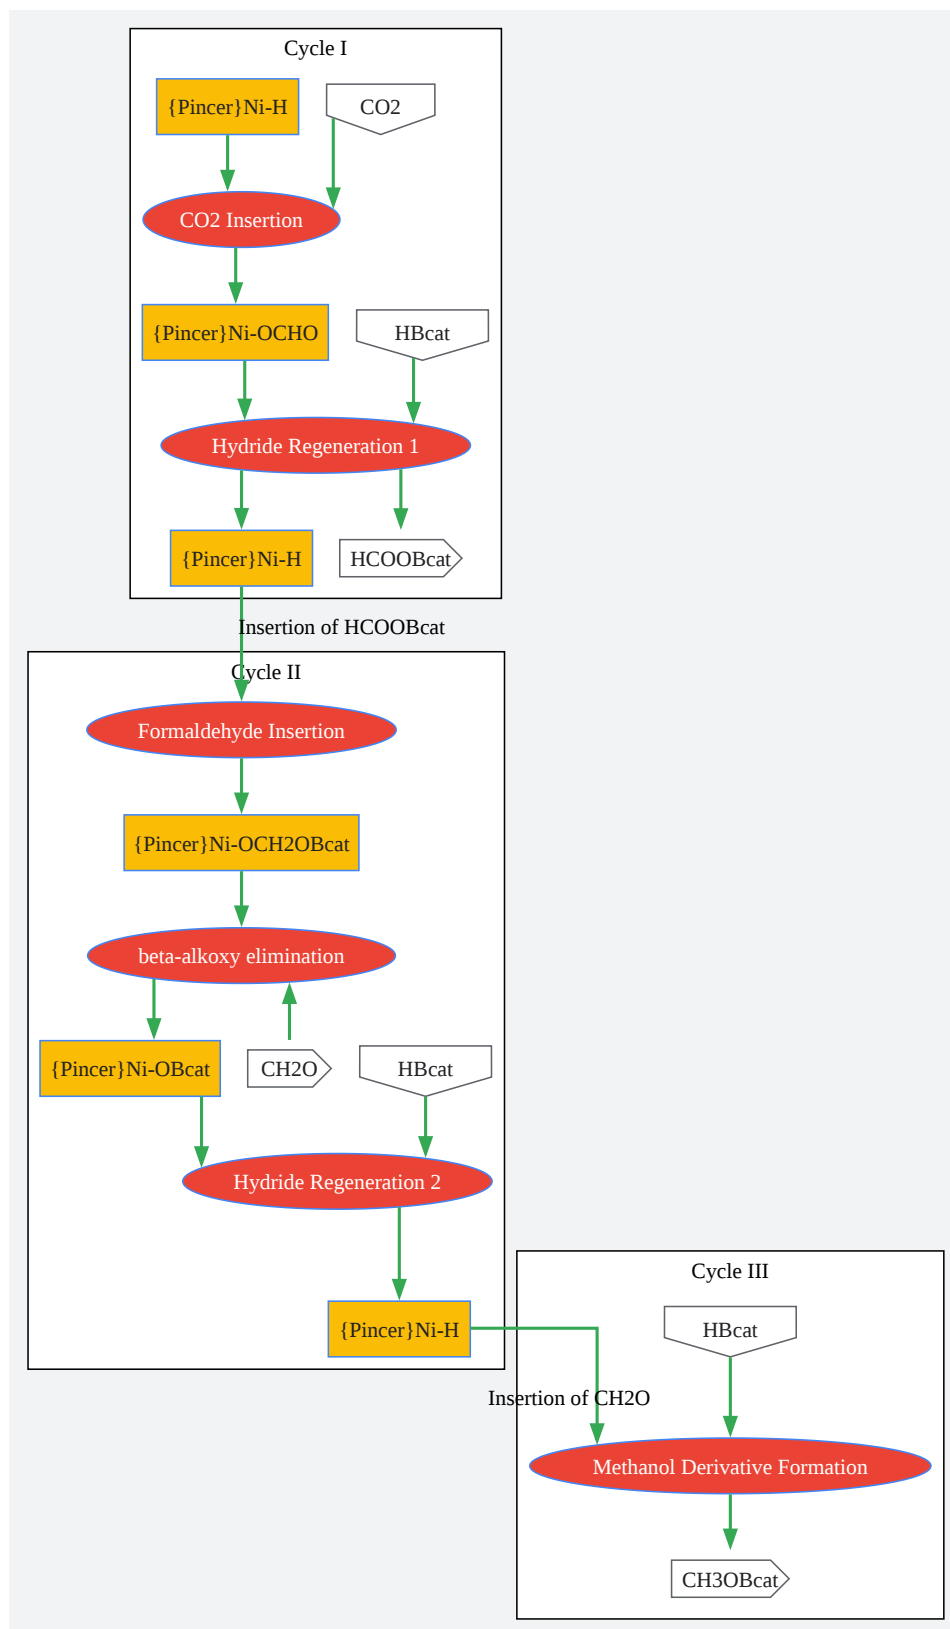 Cycle I
{Pincer}Ni-H
CO2
CO2 Insertion
{Pincer}Ni-OCHO
HBcat
Hydride Regeneration 1
{Pincer}Ni-H
HCOOBcat
Insertion of HCOOBcat
Cycle II
Formaldehyde Insertion
{Pincer}Ni-OCH2OBcat
beta-alkoxy elimination
{Pincer}Ni-OBcat
CH2O
HBcat
Hydride Regeneration 2
{Pincer}Ni-H
Cycle III
HBcat
Insertion of CH2O
Methanol Derivative Formation
CH3OBcat